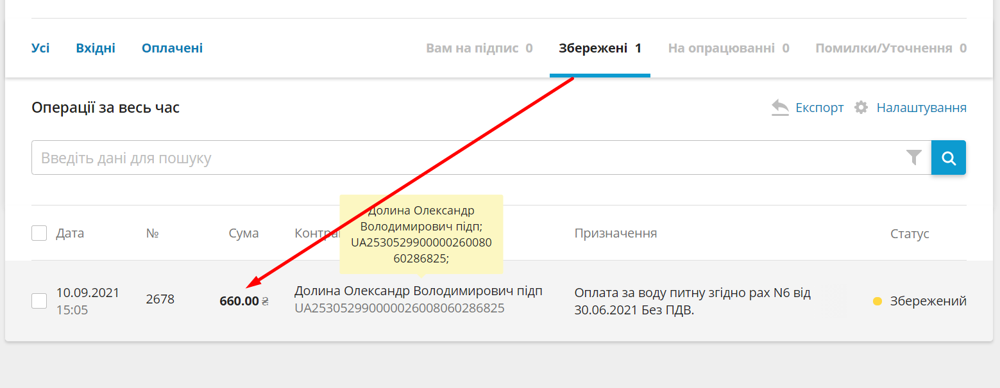 Усі Вхідні Оплачені Вам на підпис 0 Збережені 1 На опрацюванні 0 Помилки/Уточнення 0
Операції за весь час Експорт Налаштування
Введіть дані для пошуку
Долина Олександр
Володимирович підп;
UA2530529900000260080
60286825;
Дата № Сума Контра Призначення Статус
10.09.2021 2678 660.00 ₴ Долина Олександр Володимирович підп Оплата за воду питну згідно рах N6 від Збережений
15:05 UA253052990000026008060286825 30.06.2021 Без ПДВ.